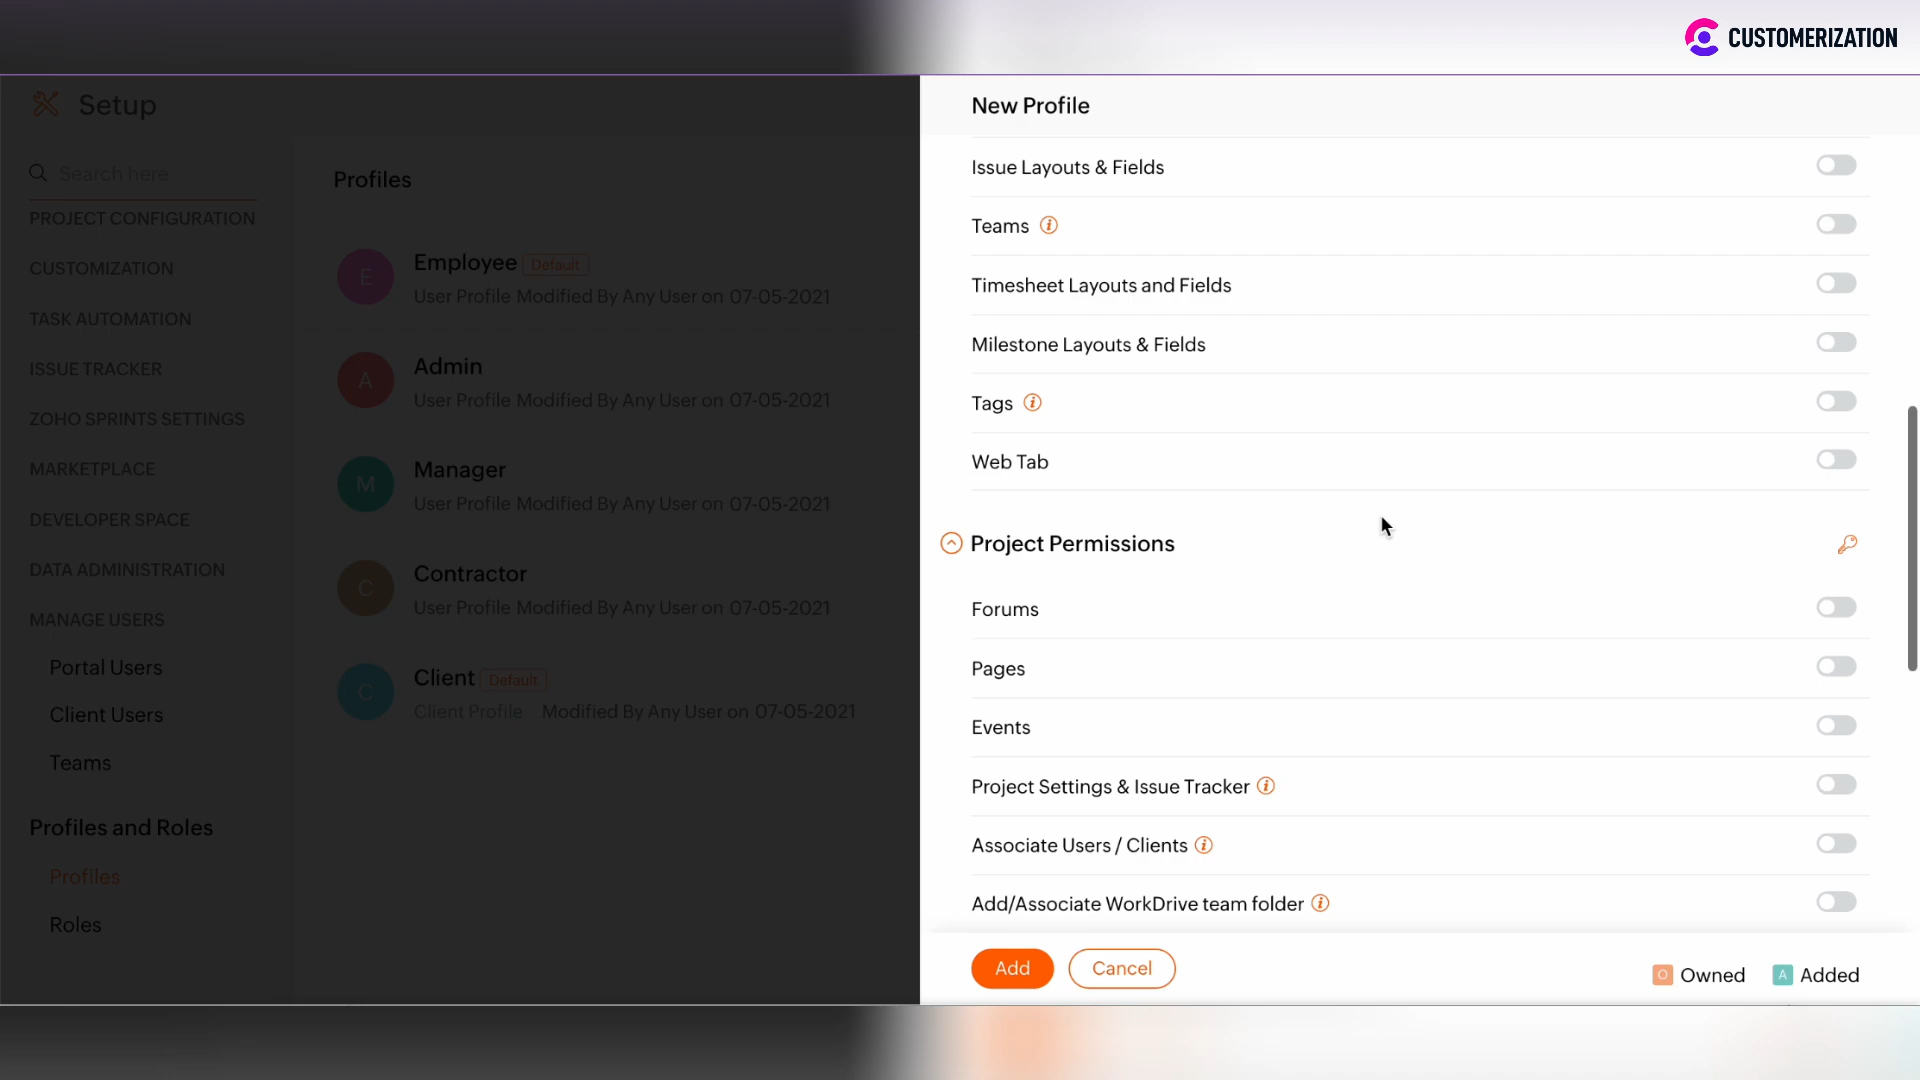 CUSTOMERIZATION
Setup
Search here
PROJECT CONFIGURATION
CUSTOMIZATION
TASK AUTOMATION
ISSUE TRACKER
ZOHO SPRINTS SETTINGS
MARKETPLACE
DEVELOPER SPACE
DATA ADMINISTRATION
MANAGE USERS
Portal Users
Client Users
Teams
Profiles and Roles
Profiles
Roles
Profiles
E
Employee Default
User Profile Modified By Any User on 07-05-2021
A
Admin
User Profile Modified By Any User on 07-05-2021
M
Manager
User Profile Modified By Any User on 07-05-2021
C
Contractor
User Profile Modified By Any User on 07-05-2021
C
Client Default
Client Profile Modified By Any User on 07-05-2021
New Profile
Issue Layouts & Fields
Teams i
Timesheet Layouts and Fields
Milestone Layouts & Fields
Tags i
Web Tab
Project Permissions
Forums
Pages
Events
Project Settings & Issue Tracker i
Associate Users / Clients i
Add/Associate WorkDrive team folder i
Add Cancel
O Owned A Added